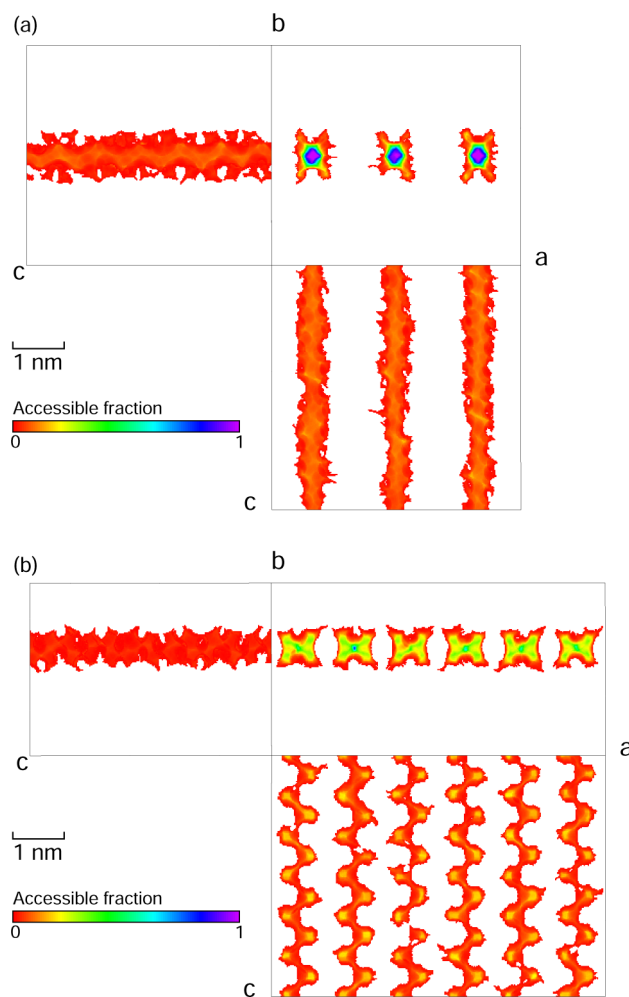 (a)
b
c
a
1 nm
Accessible fraction
0 1
c
(b)
b
c
a
1 nm
Accessible fraction
0 1
c